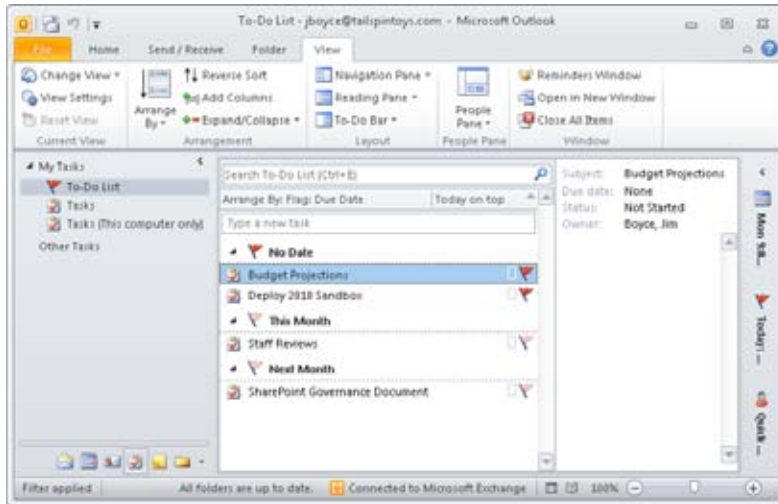 To-Do List - jboyce@tailspintoys.com - Microsoft Outlook
File Home Send / Receive Folder View
Change View
View Settings
Reset View
Current View
Arrange By
Reverse Sort
Add Columns
Expand/Collapse
Arrangement
Navigation Pane
Reading Pane
To-Do Bar
Layout
People Pane
People Pane
Reminders Window
Open in New Window
Close All Items
Window
My Tasks
To-Do List
Tasks
Tasks (This computer only)
Other Tasks
Search To-Do List (Ctrl+E)
Arrange By: Flag: Due Date Today on top
Type a new task
No Date
Budget Projections
Deploy 2010 Sandbox
This Month
Staff Reviews
Next Month
SharePoint Governance Document
Subject: Budget Projections
Due date: None
Status: Not Started
Owner: Boyce, Jim
Today: ...
Quick ...
Filter applied All folders are up to date. Connected to Microsoft Exchange 100%